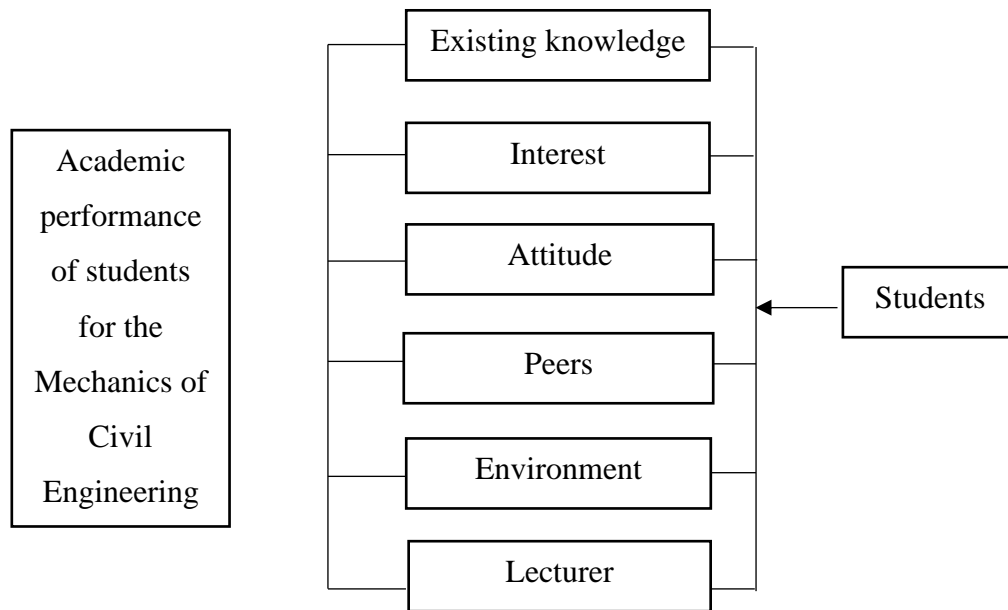 Existing knowledge
Interest
Attitude
Peers
Environment
Lecturer
Academic
performance
of students
for the
Mechanics of
Civil
Engineering
Students